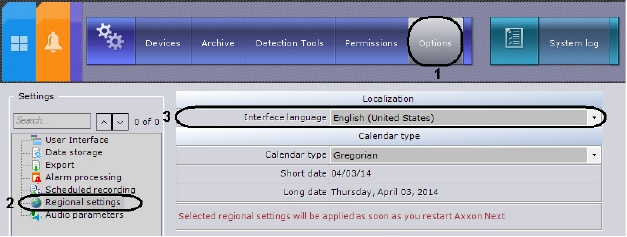 Devices Archive Detection Tools Permissions Options System log
1
Settings
Search... 0 of 0
User Interface
Data storage
Export
Alarm processing
Scheduled recording
2 Regional settings
Audio parameters
Localization
3 Interface language English (United States)
Calendar type
Calendar type Gregorian
Short date 04/03/14
Long date Thursday, April 03, 2014
Selected regional settings will be applied as soon as you restart Axxon Next